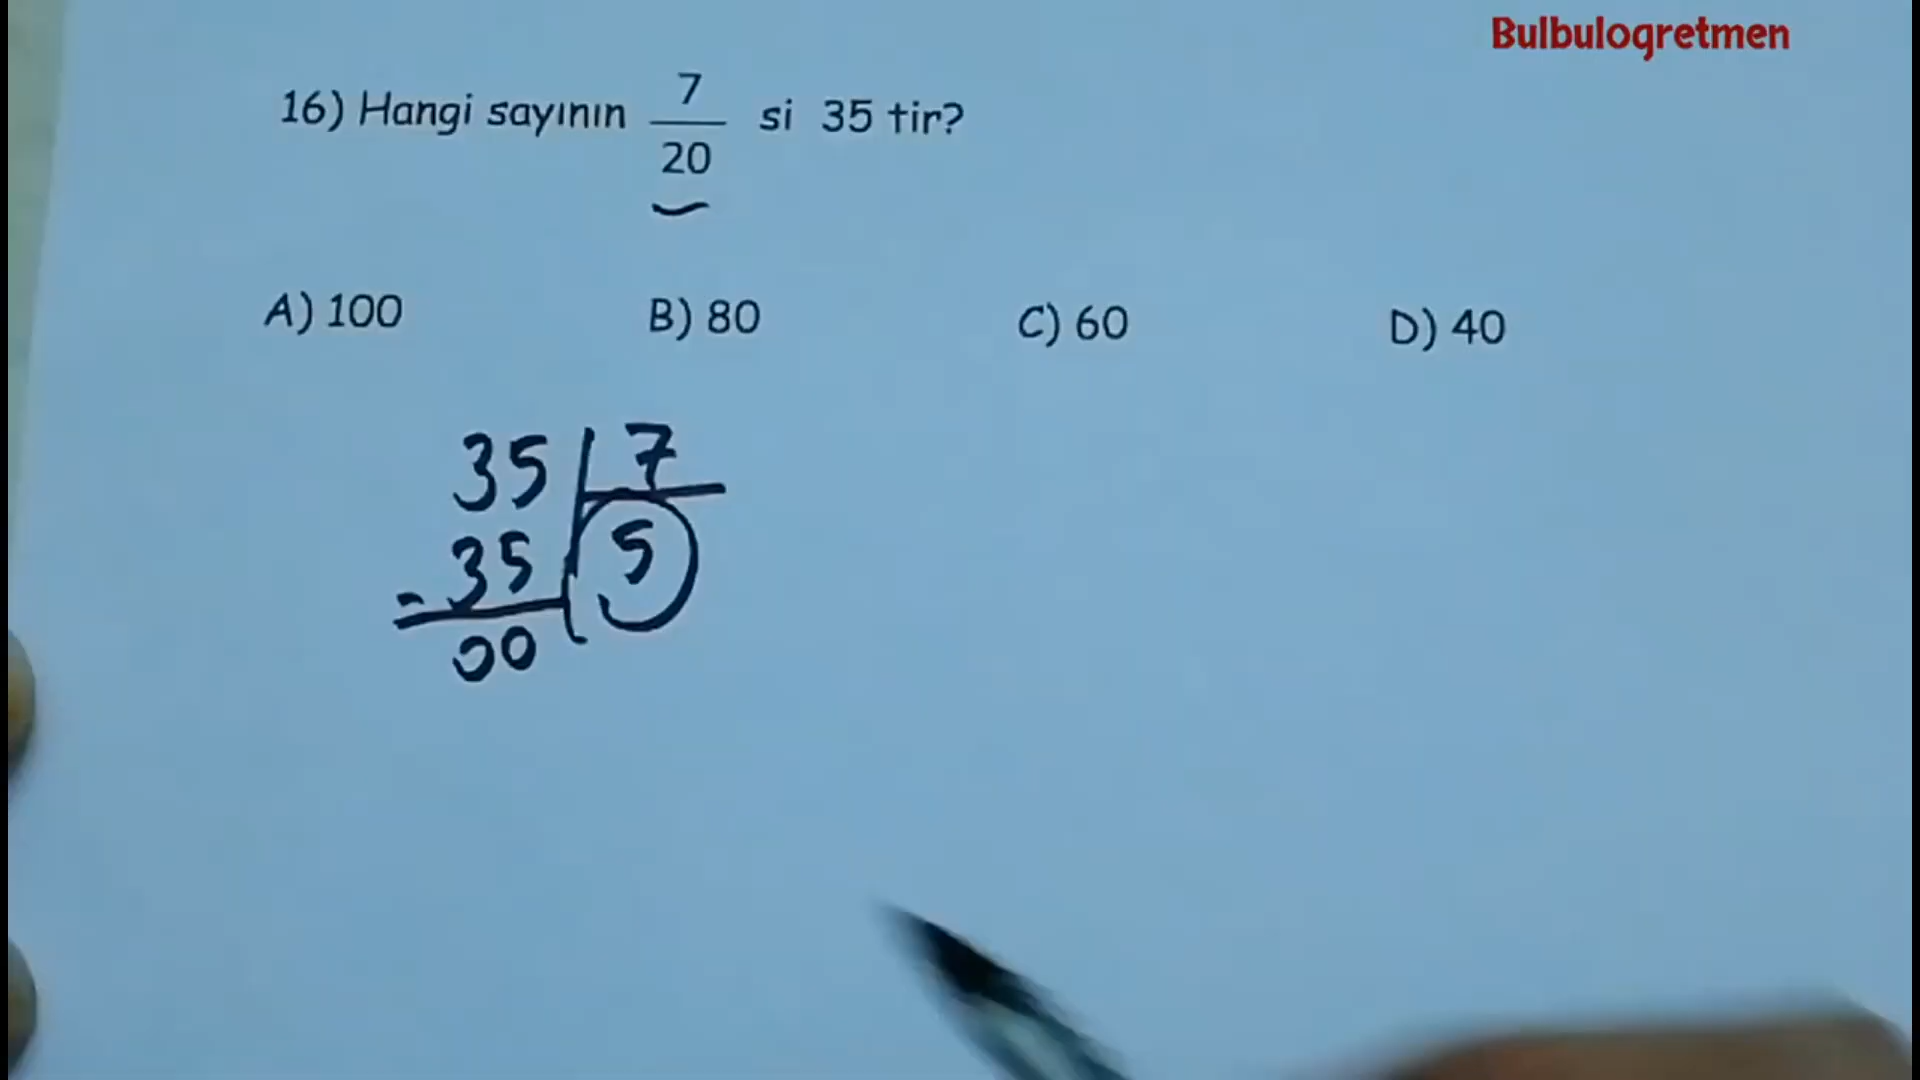 Bulbulogretmen
16) Hangi sayının 7/20 si 35 tir?
A) 100 B) 80 C) 60 D) 40
35 | 7
- 35 5
00